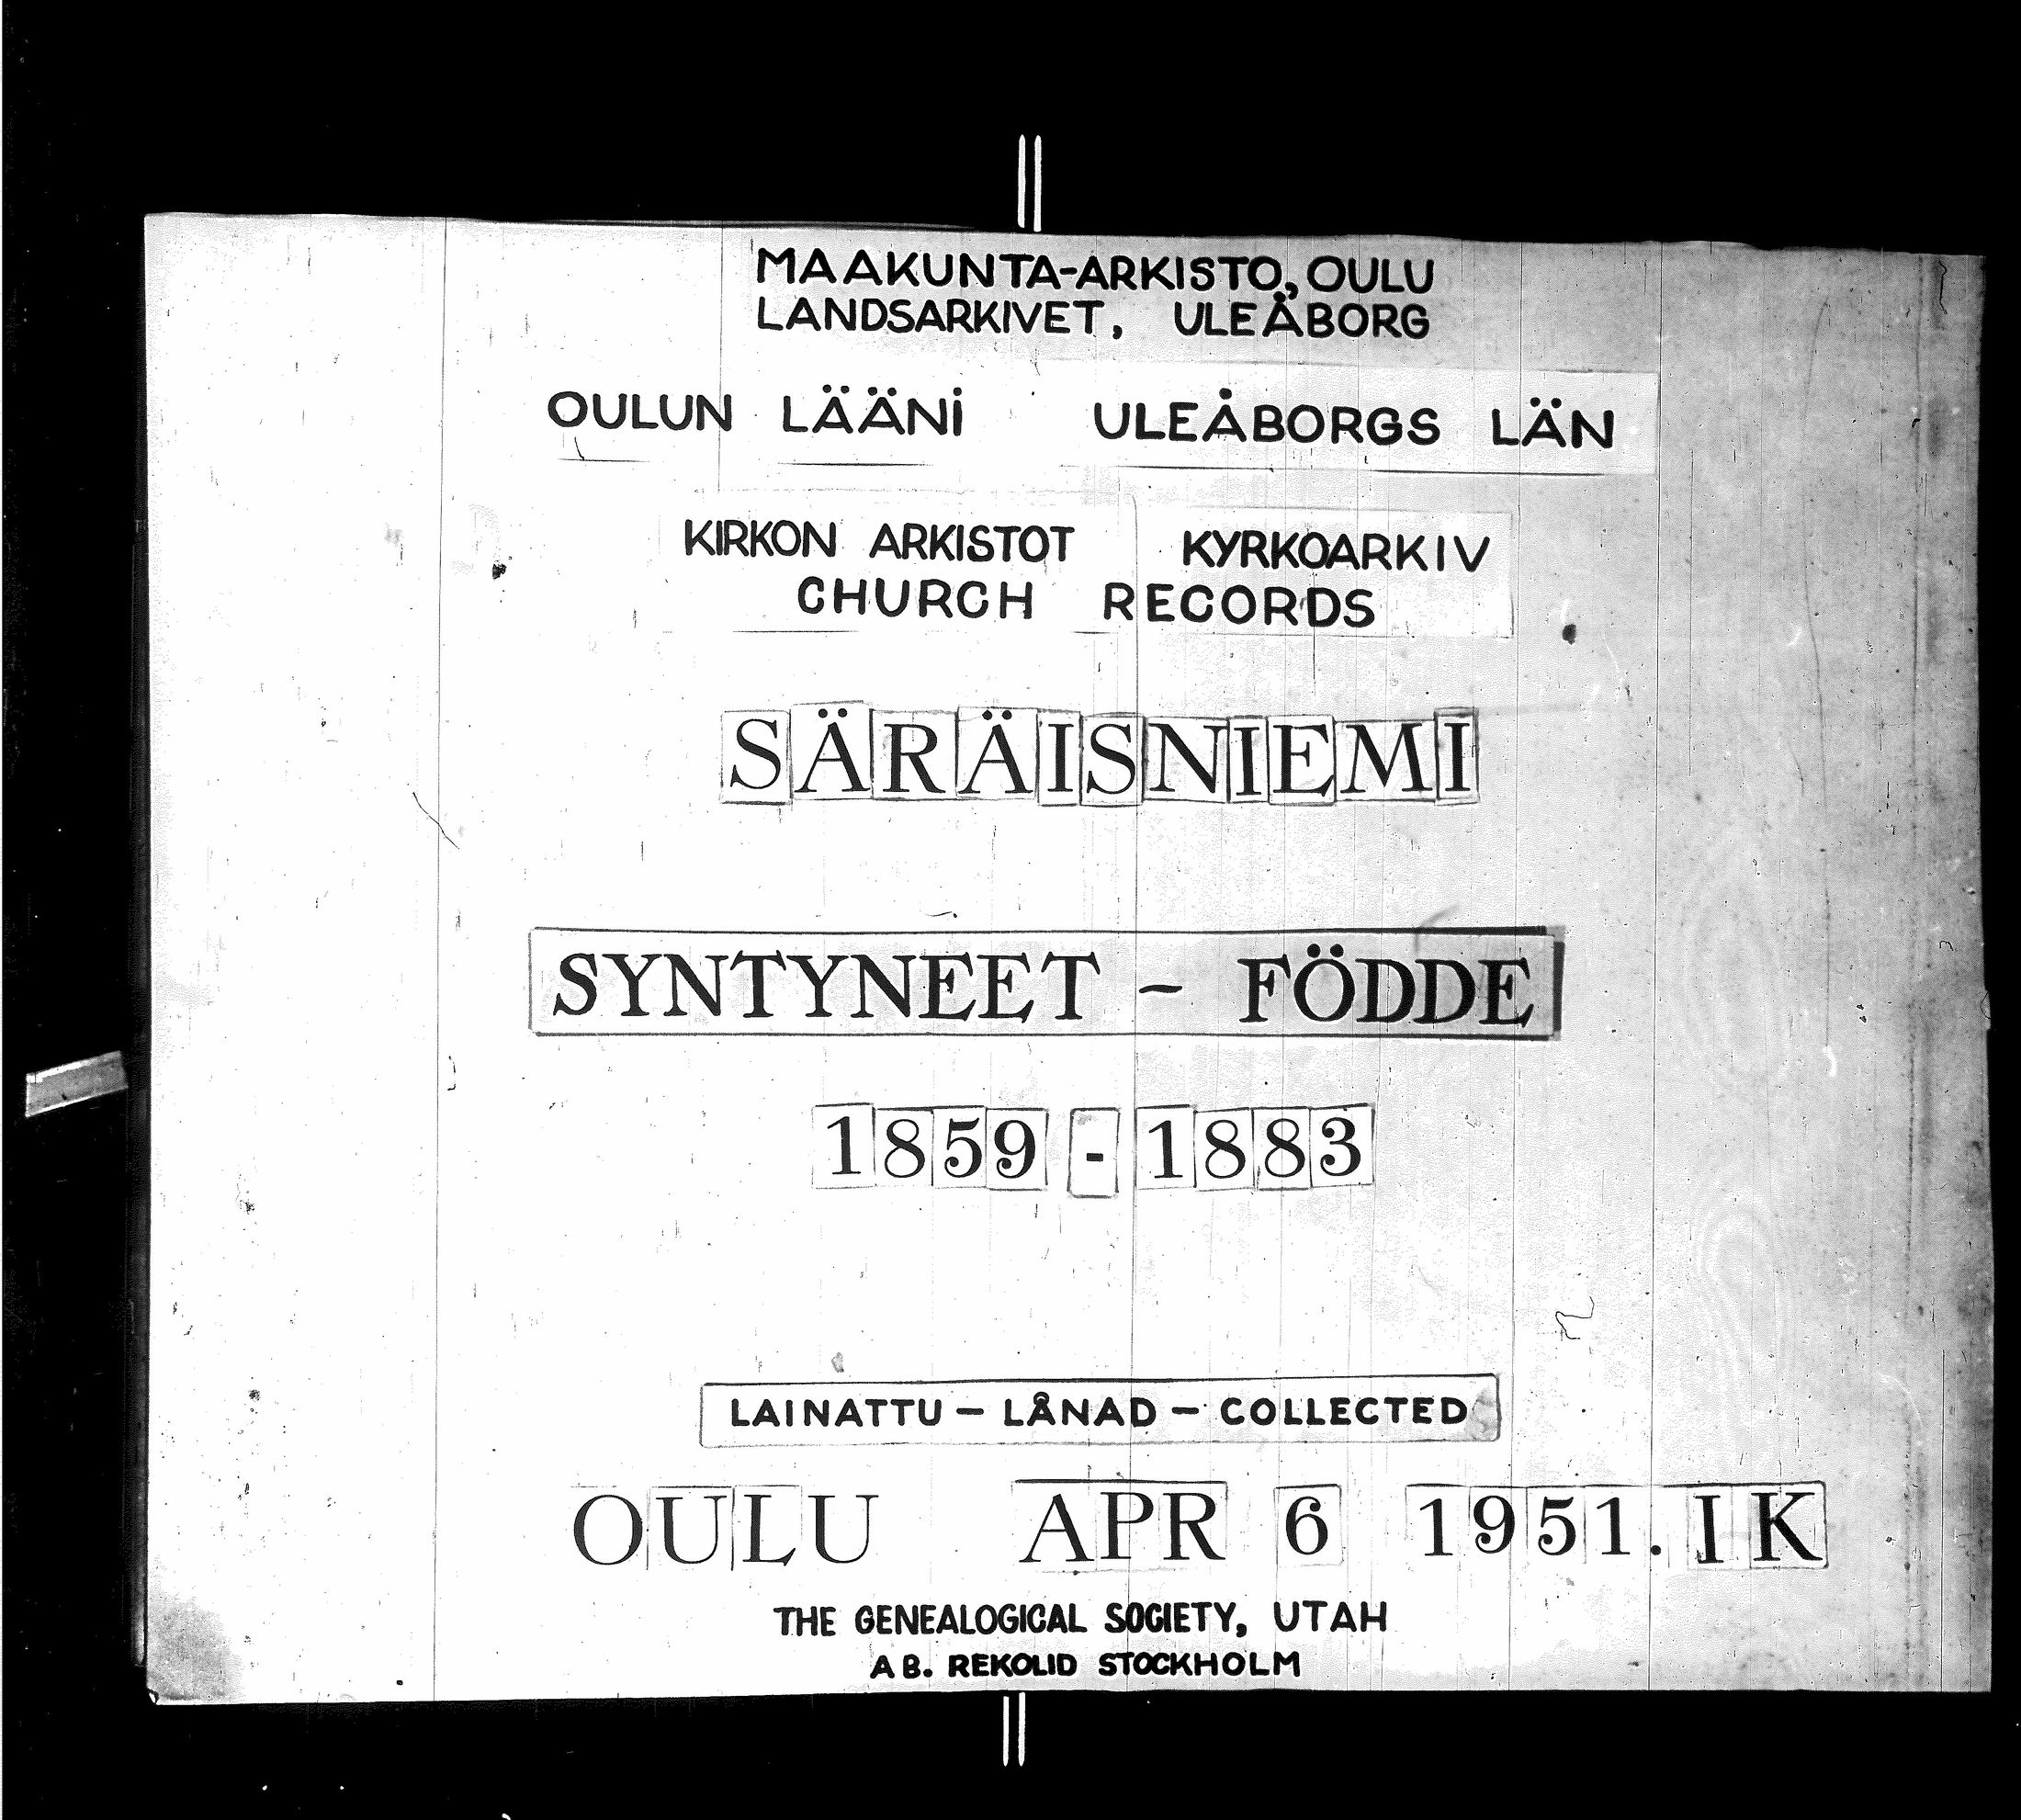 MAAKUNTA-ARKISTO, OULU
LANDSARKIVET, ULEÅBORG
OULUN LÄÄNI ULEÅBORGS LÄN
KIRKON ARKISTOT KYRKOARKIV
CHURCH RECORDS
SÄRÄISNIEMI
SYNTYNEET - FÖDDE
1859 - 1883
LAINATTU - LÅNAD - COLLECTED
OULU APR 6 1951. IK
THE GENEALOGICAL SOCIETY, UTAH
AB. REKOLID STOCKHOLM